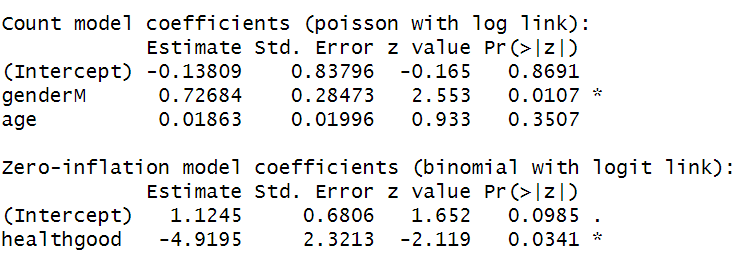 Count model coefficients (poisson with log link):
            Estimate Std. Error z value Pr(>|z|)
(Intercept) -0.13809    0.83796  -0.165   0.8691
genderM      0.72684    0.28473   2.553   0.0107 *
age          0.01863    0.01996   0.933   0.3507

Zero-inflation model coefficients (binomial with logit link):
            Estimate Std. Error z value Pr(>|z|)
(Intercept)   1.1245     0.6806   1.652   0.0985 .
healthgood   -4.9195     2.3213  -2.119   0.0341 *